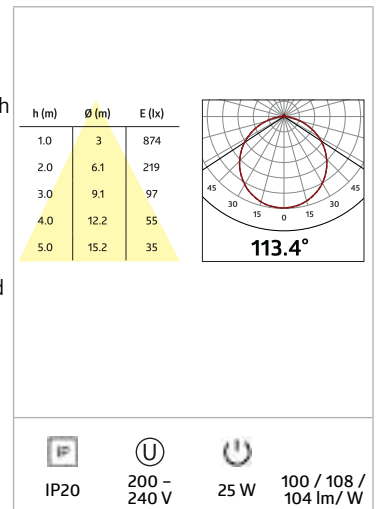 h
h (m) Ø (m) E (lx)
1.0 3 874
2.0 6.1 219
3.0 9.1 97
4.0 12.2 55
5.0 15.2 35
d
45 30 15 0 15 30 45
113.4°
IP
U
IP20
200 –
240 V
25 W
100 / 108 /
104 lm/ W